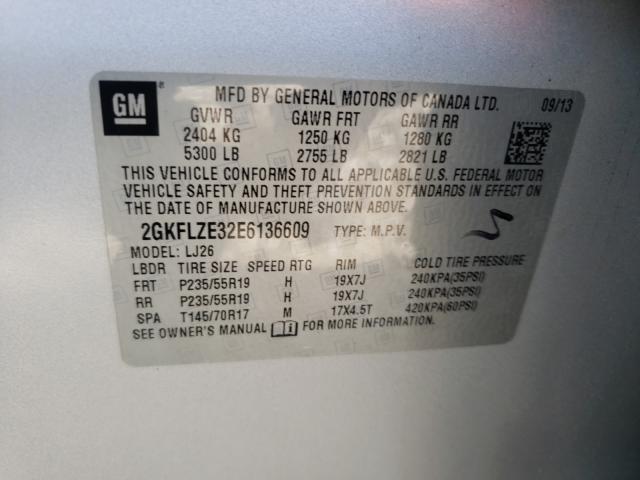 GM ®
MFD BY GENERAL MOTORS OF CANADA LTD. 09/13
GVWR GAWR FRT GAWR RR
2404 KG 1250 KG 1280 KG
5300 LB 2755 LB 2821 LB
THIS VEHICLE CONFORMS TO ALL APPLICABLE U.S. FEDERAL MOTOR
VEHICLE SAFETY AND THEFT PREVENTION STANDARDS IN EFFECT ON
THE DATE OF MANUFACTURE SHOWN ABOVE.
2GKFLZE32E6136609 TYPE: M.P.V.
MODEL: LJ26
LBDR TIRE SIZE SPEED RTG RIM COLD TIRE PRESSURE
FRT P235/55R19 H 19X7J 240KPA(35PSI)
RR P235/55R19 H 19X7J 240KPA(35PSI)
SPA T145/70R17 M 17X4.5T 420KPA(60PSI)
SEE OWNER'S MANUAL FOR MORE INFORMATION.